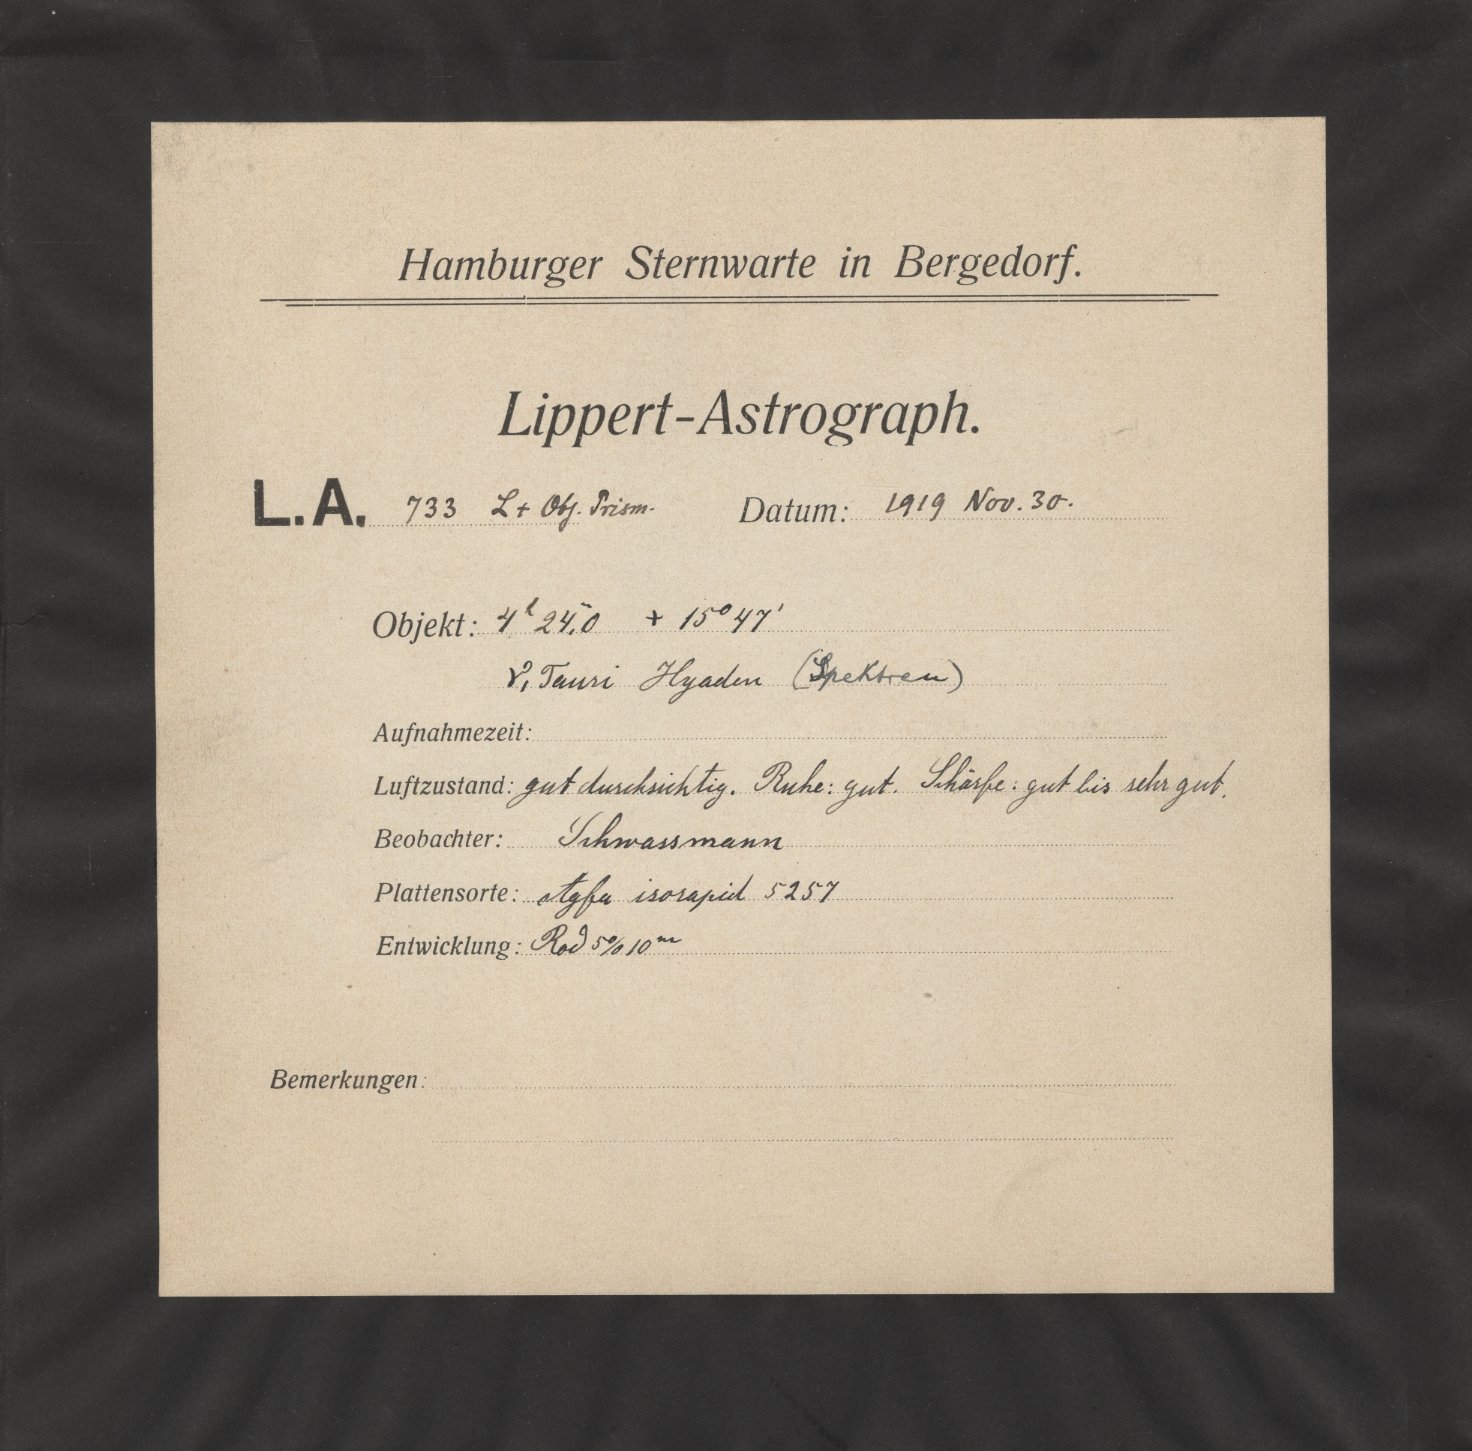 Hamburger Sternwarte in Bergedorf.
Lippert-Astrograph.
L.A. 733 L + Obj. Prism. Datum: 1919 Nov. 30.
Objekt: 4ʰ 24ᵐ,0 + 15° 47'
ϑ, Tauri Hyaden (Spektren)
Aufnahmezeit:
Luftzustand: gut durchsichtig. Ruhe: gut. Schärfe: gut bis sehr gut.
Beobachter: Schwassmann
Plattensorte: Agfa isorapid 5257
Entwicklung: Rod 5% 10ᵐ
Bemerkungen: